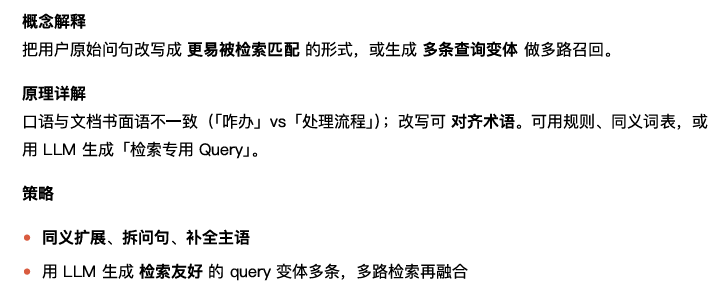 概念解释
把用户原始问句改写成 更易被检索匹配 的形式，或生成 多条查询变体 做多路召回。
原理详解
口语与文档书面语不一致（「咋办」vs「处理流程」）；改写可 对齐术语。可用规则、同义词表，或
用 LLM 生成「检索专用 Query」。
策略
• 同义扩展、拆问句、补全主语
• 用 LLM 生成 检索友好 的 query 变体多条，多路检索再融合